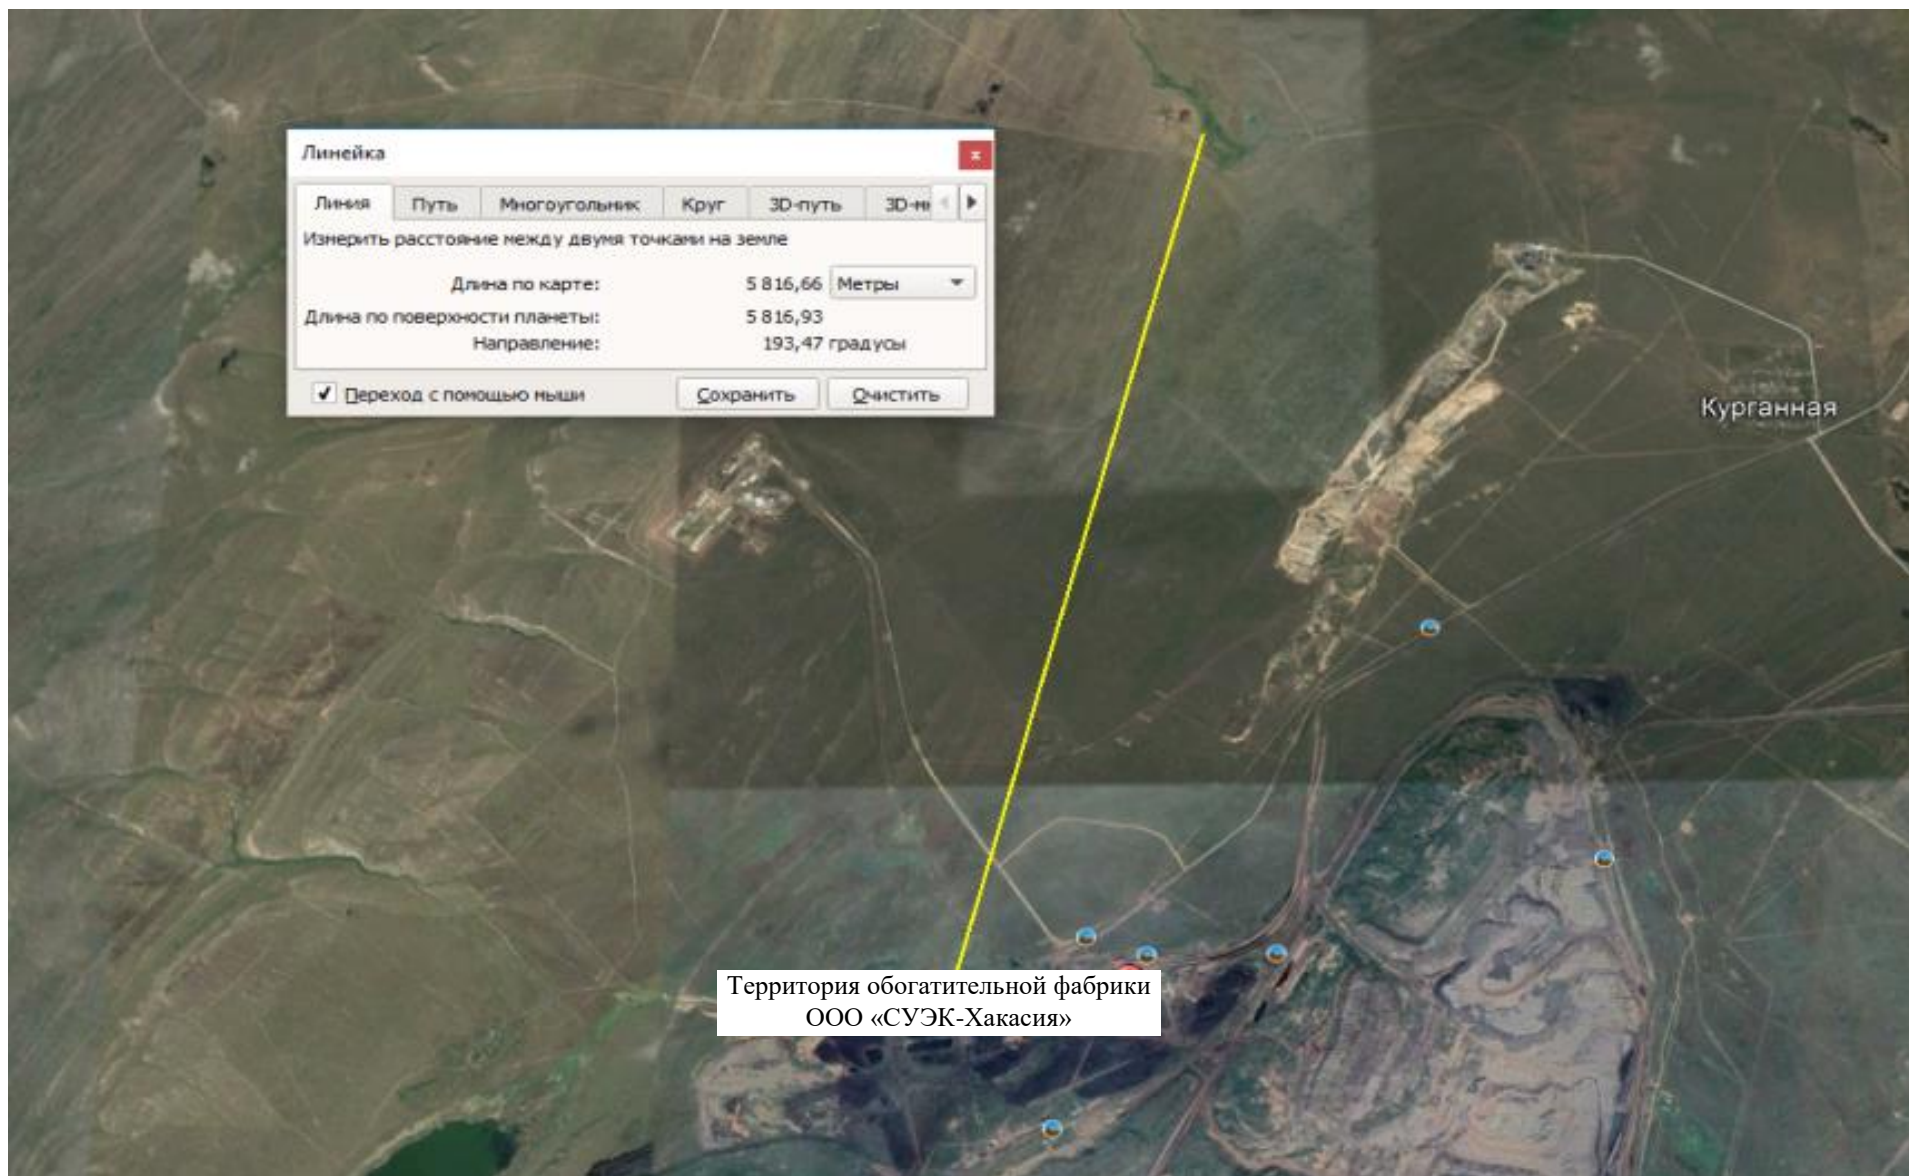 Линейка
Линия Путь Многоугольник Круг 3D-путь
Измерить расстояние между двумя точками на земле
Длина по карте: 5 816,66 Метры
Длина по поверхности планеты: 5 816,93
Направление: 193,47 градусы
Переход с помощью мыши Сохранить Очистить
Курганная
Территория обогатительной фабрики
ООО «СУЭК-Хакасия»